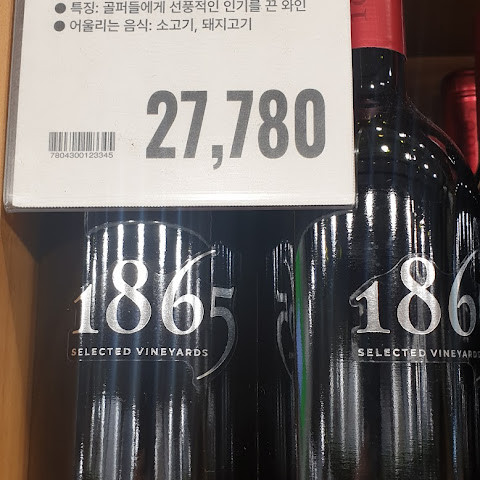 ● 특징: 골퍼들에게 선풍적인 인기를 끈 와인
● 어울리는 음식: 소고기, 돼지고기
27,780
7804300123345
1865
SELECTED VINEYARDS
186
SELECTED VINEYARDS